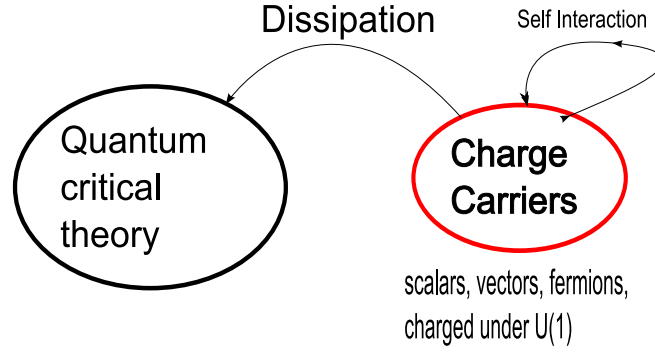 Dissipation
Self Interaction
Quantum
critical
theory
Charge
Carriers
scalars, vectors, fermions,
charged under U(1)